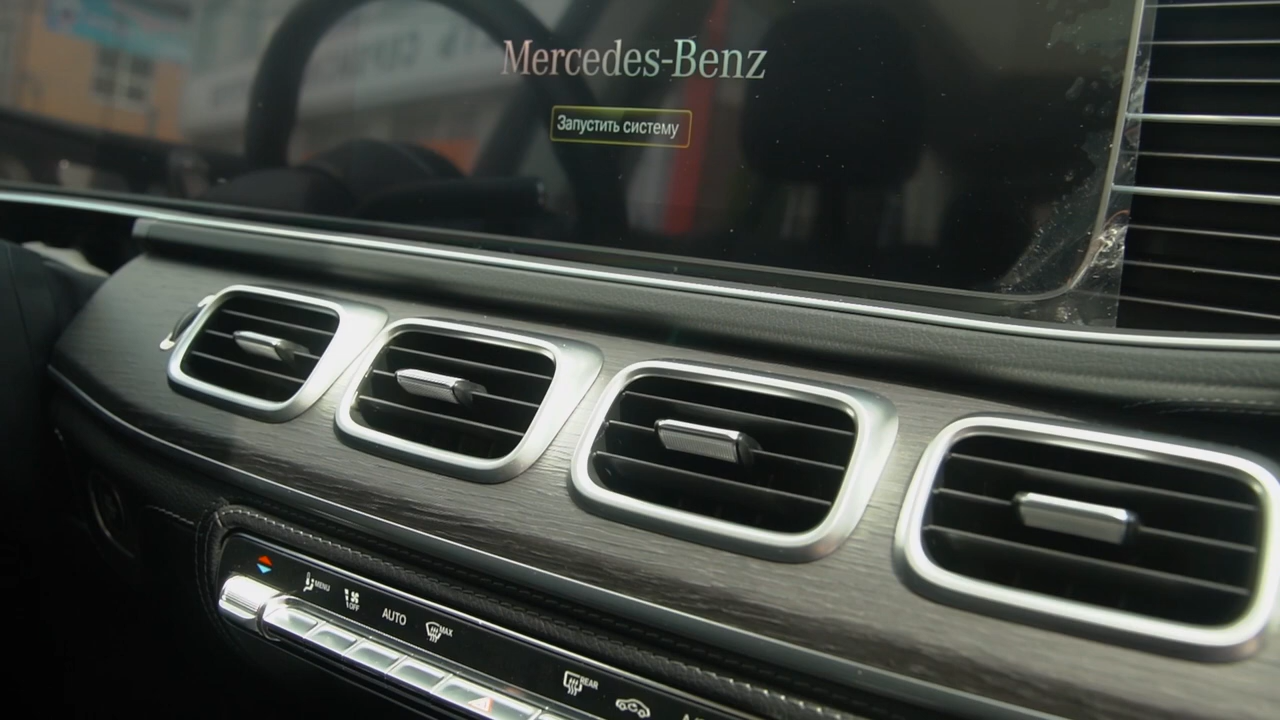 Mercedes-Benz
Запустить систему
MENU
OFF
AUTO
MAX
REAR